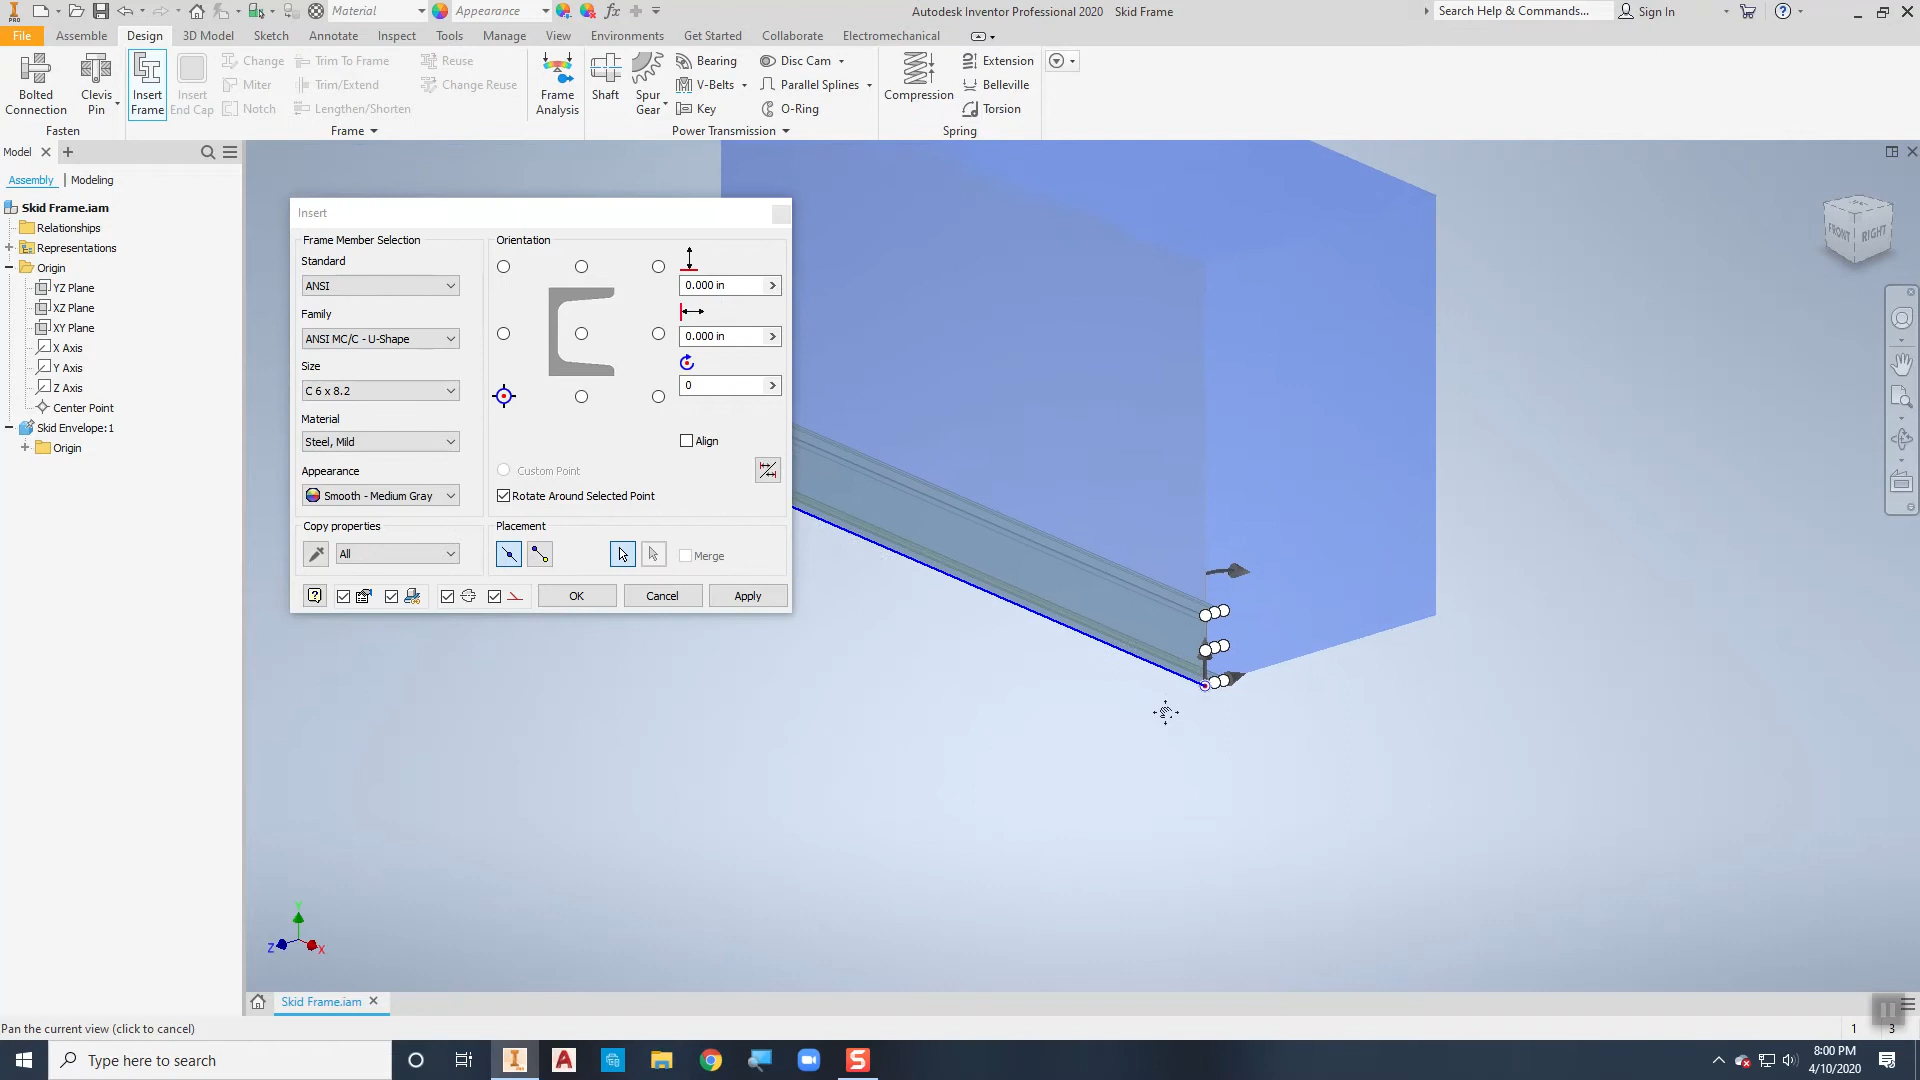 Material
Appearance
Autodesk Inventor Professional 2020   Skid Frame
Search Help & Commands...
Sign In
File
Assemble
Design
3D Model
Sketch
Annotate
Inspect
Tools
Manage
View
Environments
Get Started
Collaborate
Electromechanical
Bolted Connection
Clevis Pin
Insert Frame
Insert End Cap
Change
Miter
Notch
Trim To Frame
Trim/Extend
Lengthen/Shorten
Reuse
Change Reuse
Frame Analysis
Shaft
Spur Gear
Bearing
V-Belts
Key
Disc Cam
Parallel Splines
O-Ring
Compression
Extension
Belleville
Torsion
Fasten
Frame
Power Transmission
Spring
Model
Assembly
Modeling
Skid Frame.iam
Relationships
Representations
Origin
YZ Plane
XZ Plane
XY Plane
X Axis
Y Axis
Z Axis
Center Point
Skid Envelope:1
Origin
Insert
Frame Member Selection
Standard
ANSI
Family
ANSI MC/C - U-Shape
Size
C 6 x 8.2
Material
Steel, Mild
Appearance
Smooth - Medium Gray
Copy properties
All
Orientation
0.000 in
0.000 in
0
Align
Custom Point
Rotate Around Selected Point
Placement
Merge
OK
Cancel
Apply
FRONT
RIGHT
Y
Z
X
Skid Frame.iam
Pan the current view (click to cancel)
1
3
Type here to search
8:00 PM
4/10/2020